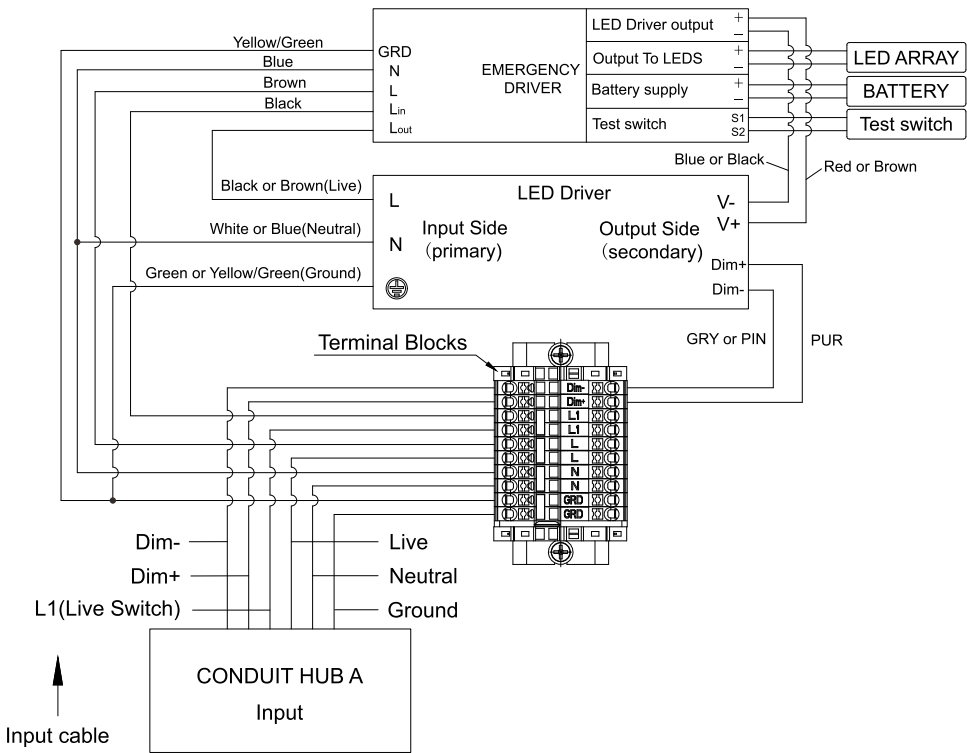 Yellow/Green
Blue
Brown
Black
GRD
N
L
Lin
Lout
EMERGENCY
DRIVER
LED Driver output
+
−
Output To LEDS
+
−
Battery supply
+
−
Test switch
S1
S2
LED ARRAY
BATTERY
Test switch
Blue or Black
Red or Brown
Black or Brown(Live)
White or Blue(Neutral)
Green or Yellow/Green(Ground)
LED Driver
L
N
Input Side
(primary)
Output Side
(secondary)
V-
V+
Dim+
Dim-
GRY or PIN
PUR
Terminal Blocks
Dim-
Dim+
L1
L1
L
L
N
N
GRD
GRD
Dim-
Dim+
L1(Live Switch)
Live
Neutral
Ground
CONDUIT HUB A
Input
Input cable